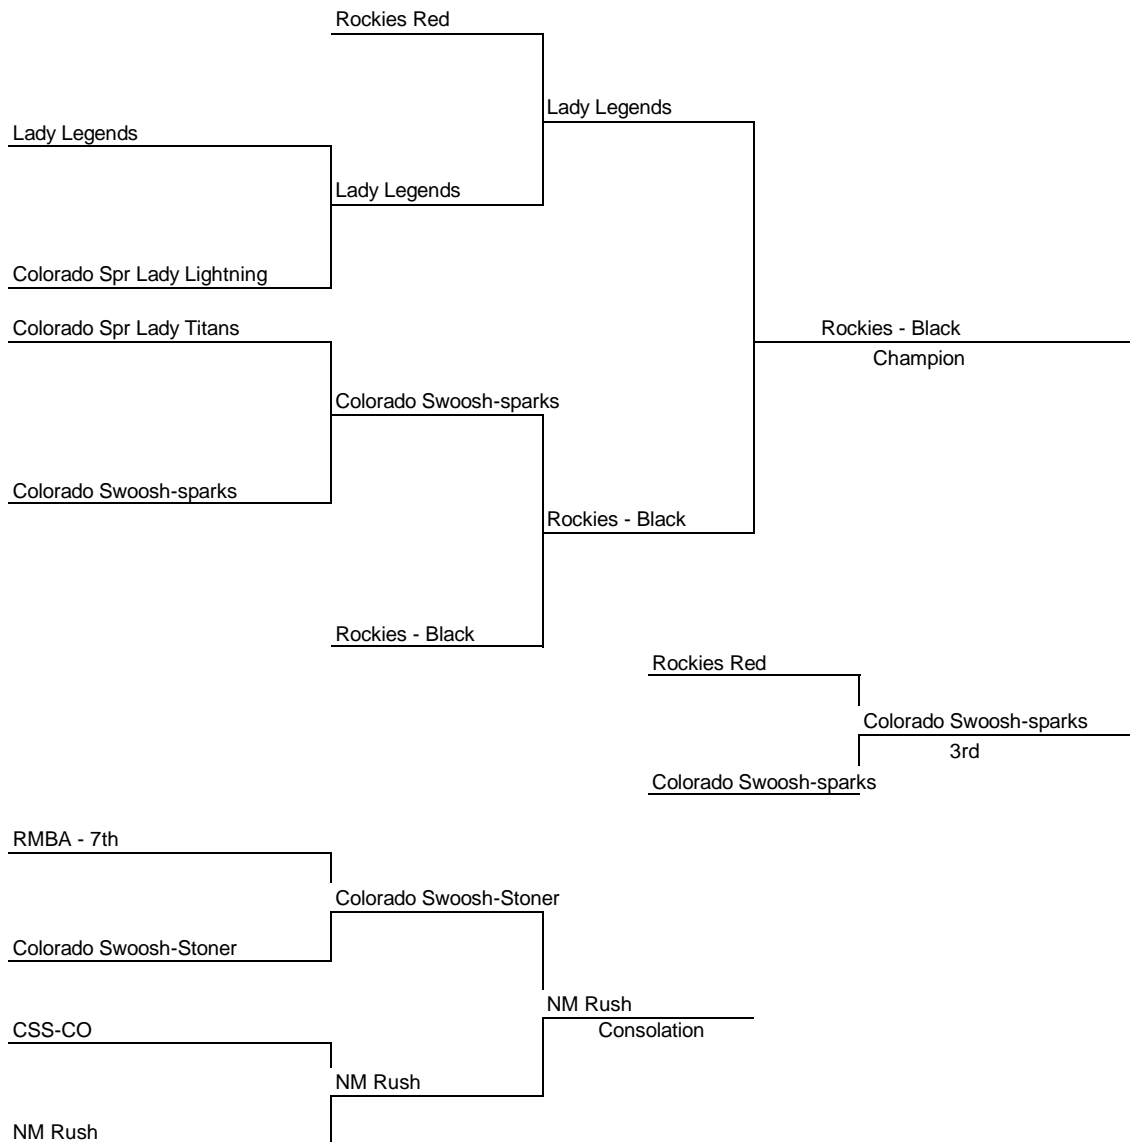 Rockies Red
Lady Legends
Lady Legends
Lady Legends
Colorado Spr Lady Lightning
Colorado Spr Lady Titans
Rockies - Black
Champion
Colorado Swoosh-sparks
Colorado Swoosh-sparks
Rockies - Black
Rockies - Black
Rockies Red
Colorado Swoosh-sparks
3rd
Colorado Swoosh-sparks
RMBA - 7th
Colorado Swoosh-Stoner
Colorado Swoosh-Stoner
NM Rush
Consolation
CSS-CO
NM Rush
NM Rush